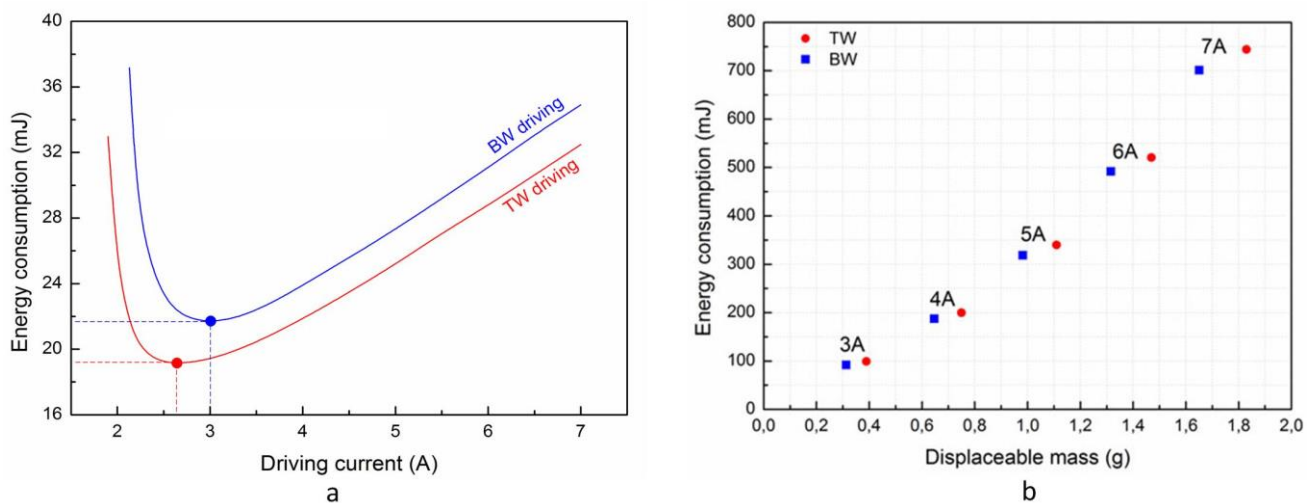 40
36
32
28
24
20
16
Energy consumption (mJ)
BW driving
TW driving
2 3 4 5 6 7
Driving current (A)
a
800
700
600
500
400
300
200
100
0
Energy consumption (mJ)
TW
BW
7A
6A
5A
4A
3A
0,0 0,2 0,4 0,6 0,8 1,0 1,2 1,4 1,6 1,8 2,0
Displaceable mass (g)
b